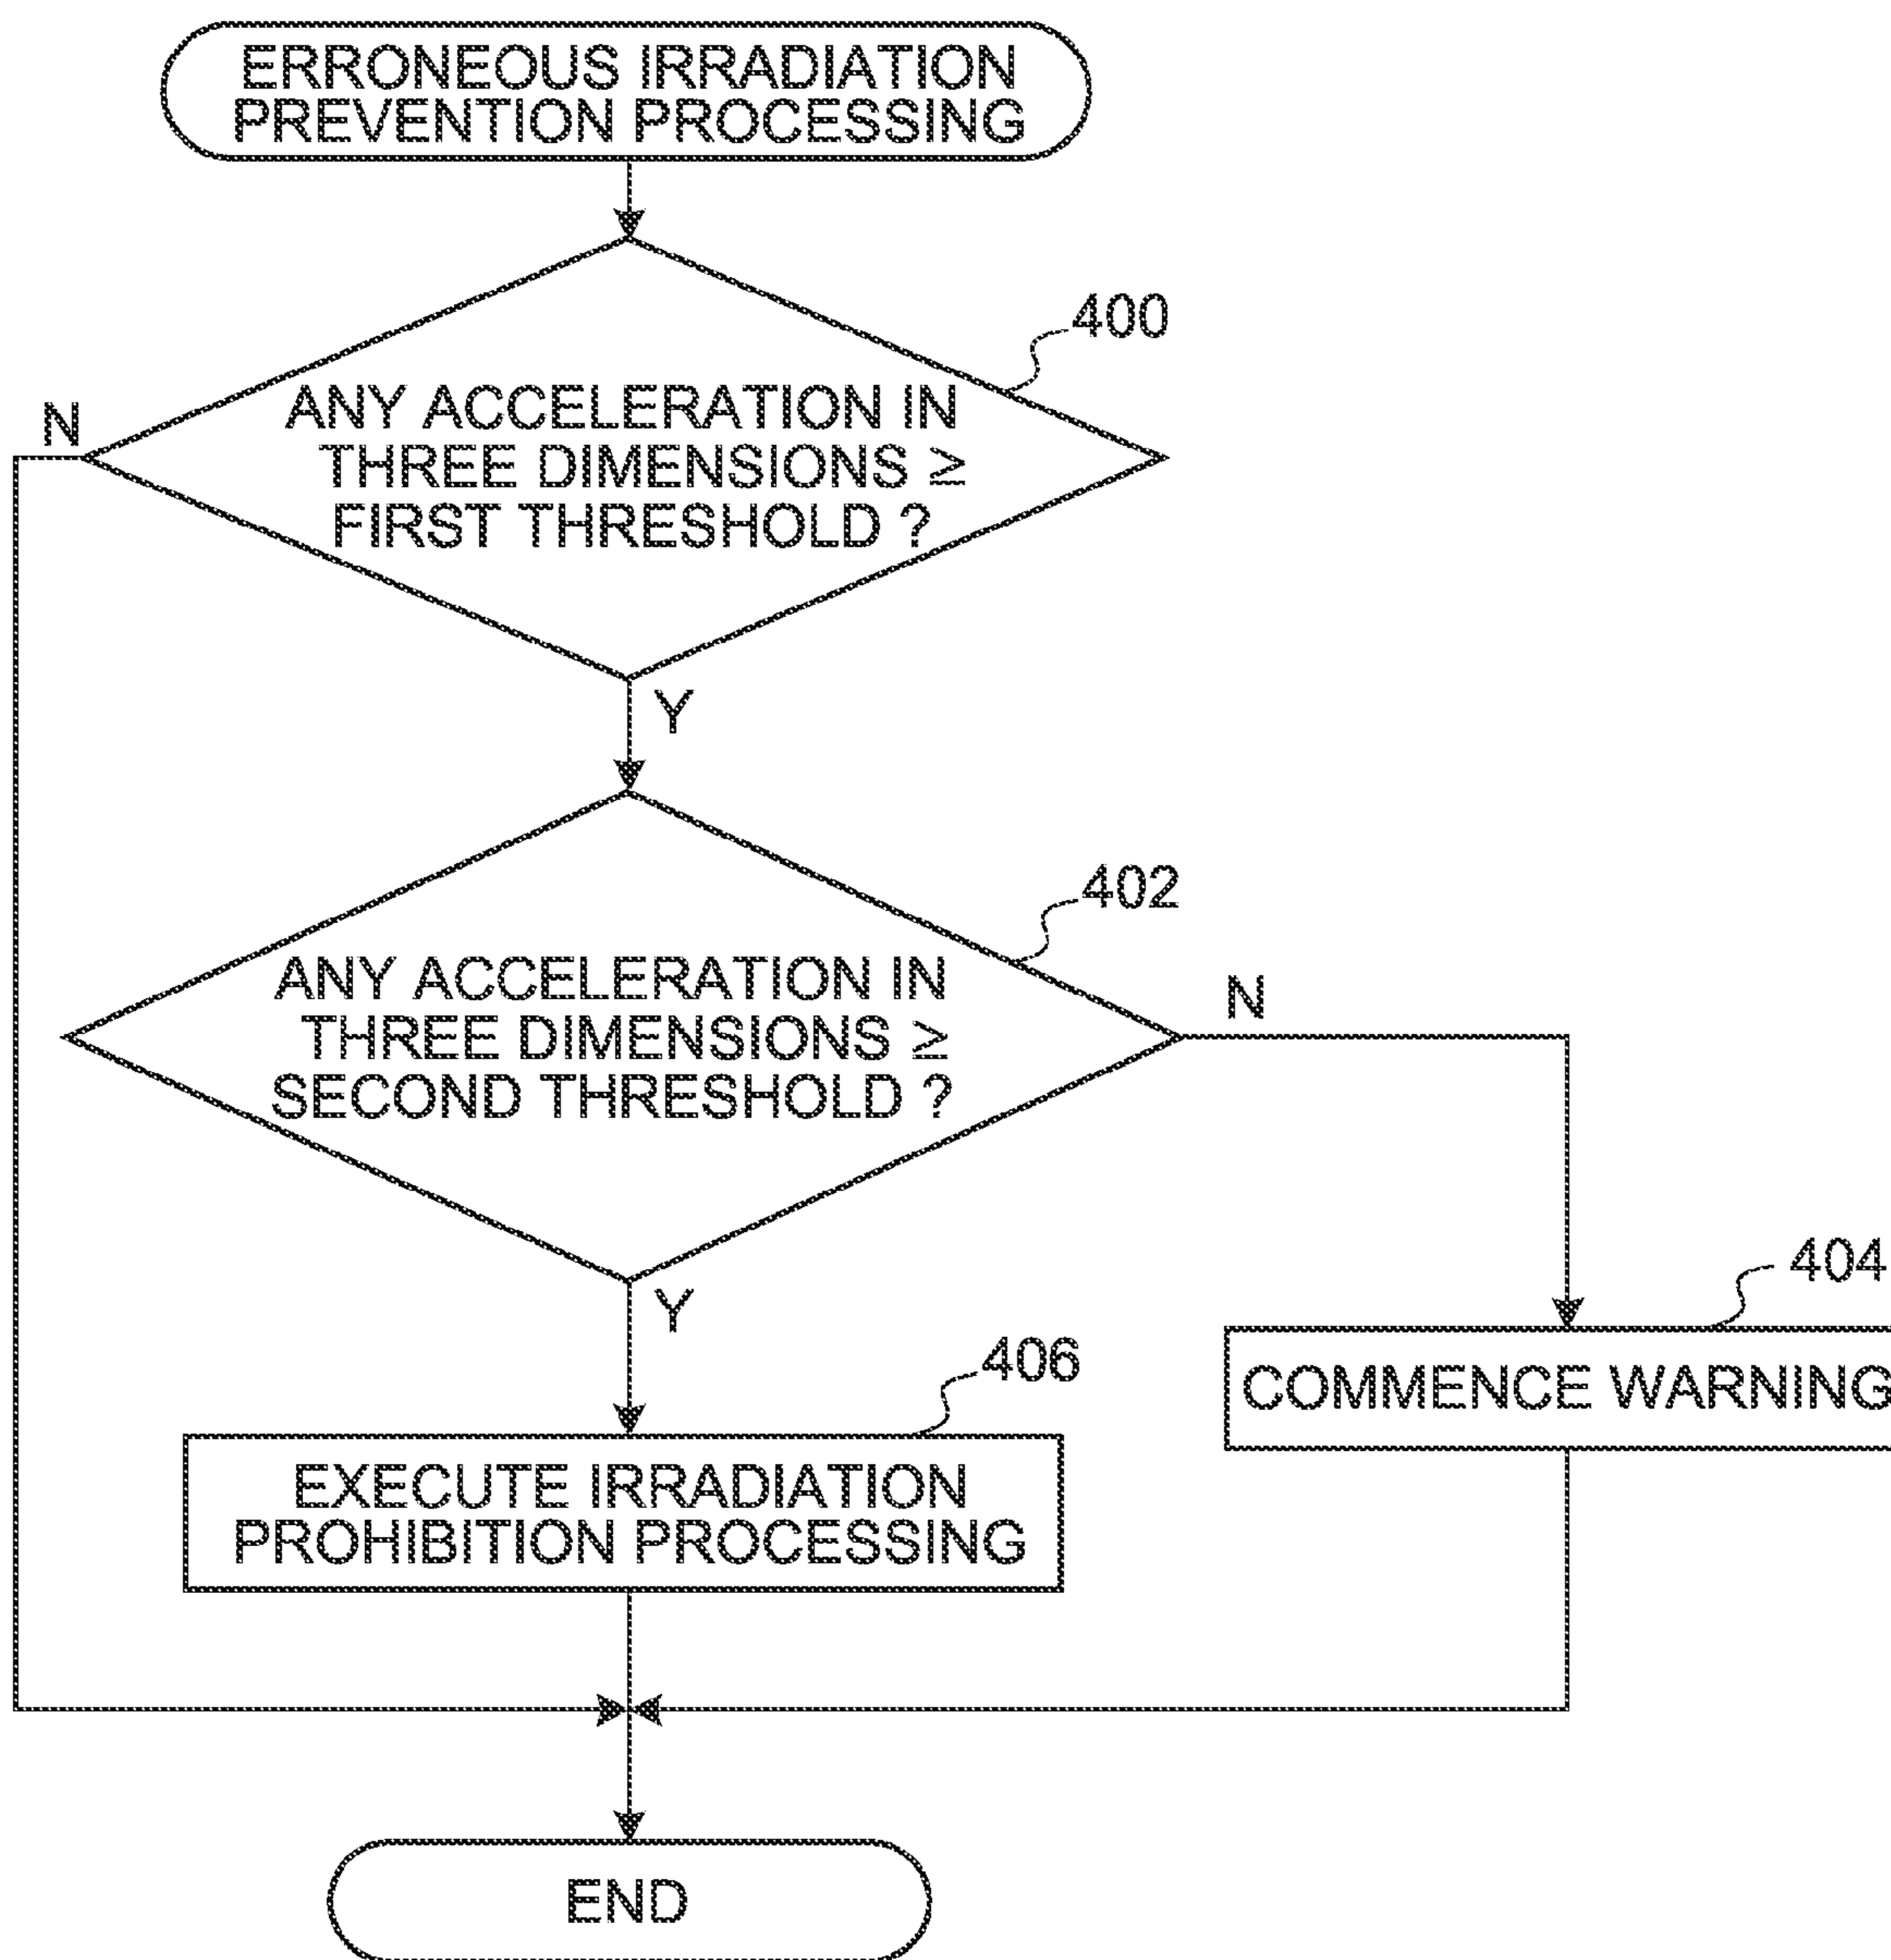 ERRONEOUS IRRADIATION
PREVENTION PROCESSING
400
N
ANY ACCELERATION IN
THREE DIMENSIONS ≥
FIRST THRESHOLD ?
Y
402
ANY ACCELERATION IN
THREE DIMENSIONS ≥
SECOND THRESHOLD ?
N
Y
404
COMMENCE WARNING
406
EXECUTE IRRADIATION
PROHIBITION PROCESSING
END